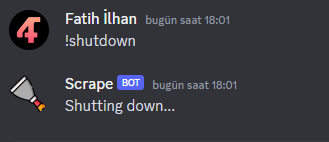 Fatih İlhan bugün saat 18:01
!shutdown
Scrape BOT bugün saat 18:01
Shutting down...